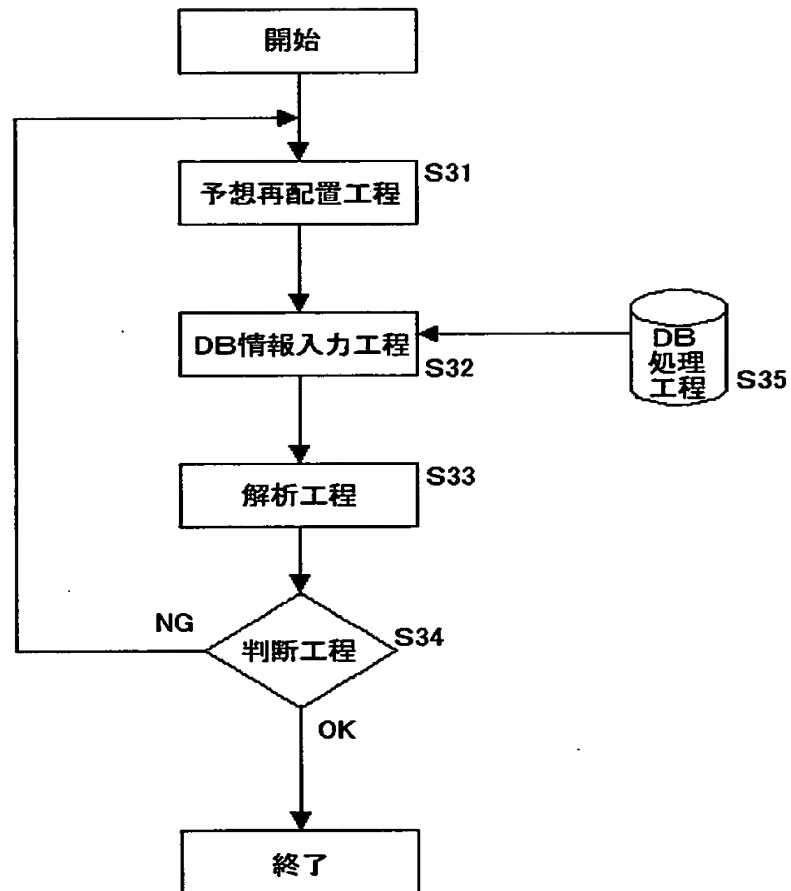 開始
予想再配置工程
S31
DB情報入力工程
S32
DB
処理
工程
S35
解析工程
S33
NG
判断工程
S34
OK
終了